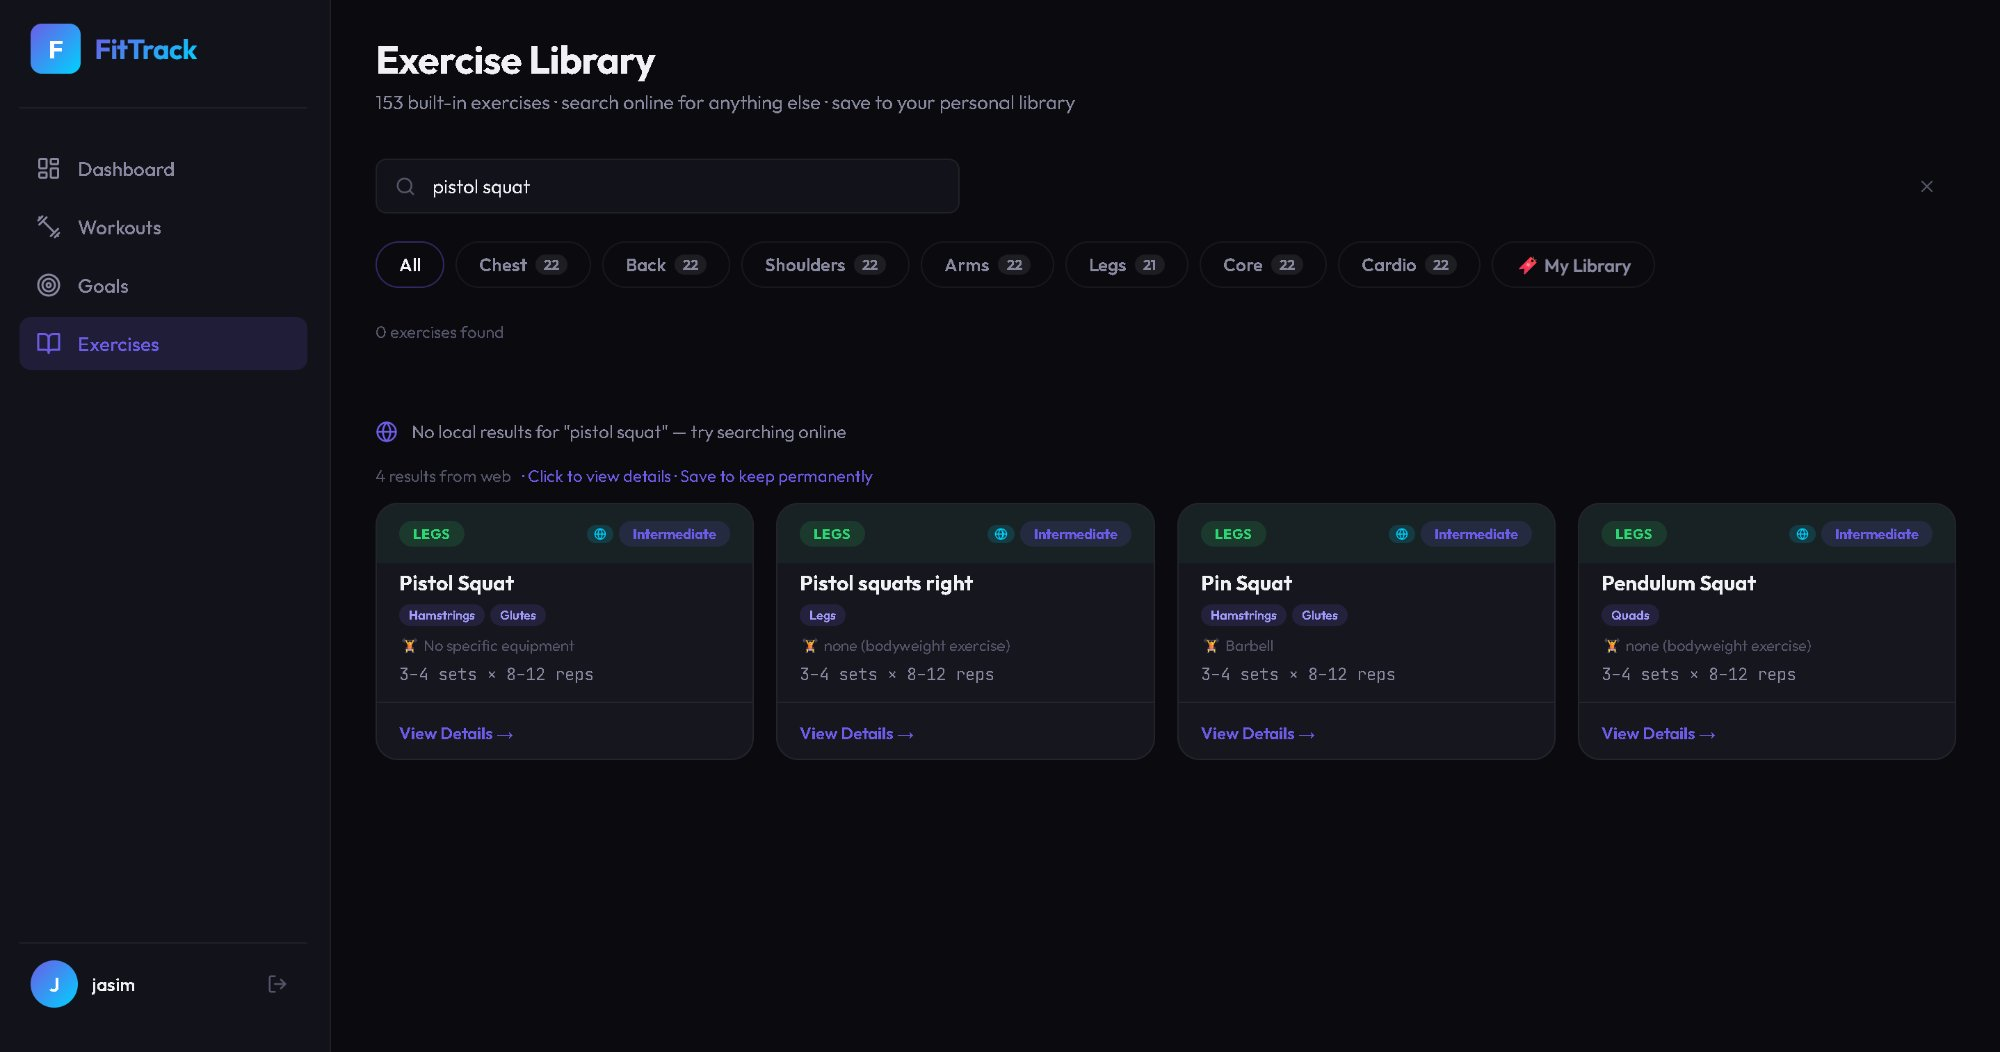 F FitTrack
Dashboard
Workouts
Goals
Exercises
J jasim
Exercise Library
153 built-in exercises · search online for anything else · save to your personal library
pistol squat
All Chest 22 Back 22 Shoulders 22 Arms 22 Legs 21 Core 22 Cardio 22 My Library
0 exercises found
No local results for "pistol squat" — try searching online
4 results from web · Click to view details · Save to keep permanently
LEGS Intermediate
Pistol Squat
Hamstrings Glutes
No specific equipment
3–4 sets × 8–12 reps
View Details →
LEGS Intermediate
Pistol squats right
Legs
none (bodyweight exercise)
3–4 sets × 8–12 reps
View Details →
LEGS Intermediate
Pin Squat
Hamstrings Glutes
Barbell
3–4 sets × 8–12 reps
View Details →
LEGS Intermediate
Pendulum Squat
Quads
none (bodyweight exercise)
3–4 sets × 8–12 reps
View Details →